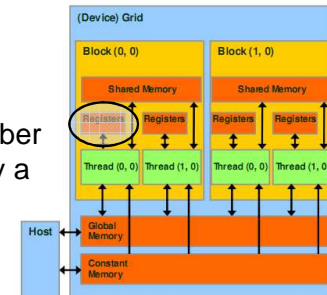 (Device) Grid
Block (0, 0)
Block (1, 0)
Shared Memory
Shared Memory
Registers
Registers
Registers
Registers
ber
y a
Thread (0, 0)
Thread (1, 0)
Thread (0, 0)
Thread (1, 0)
Host
Global
Memory
Constant
Memory